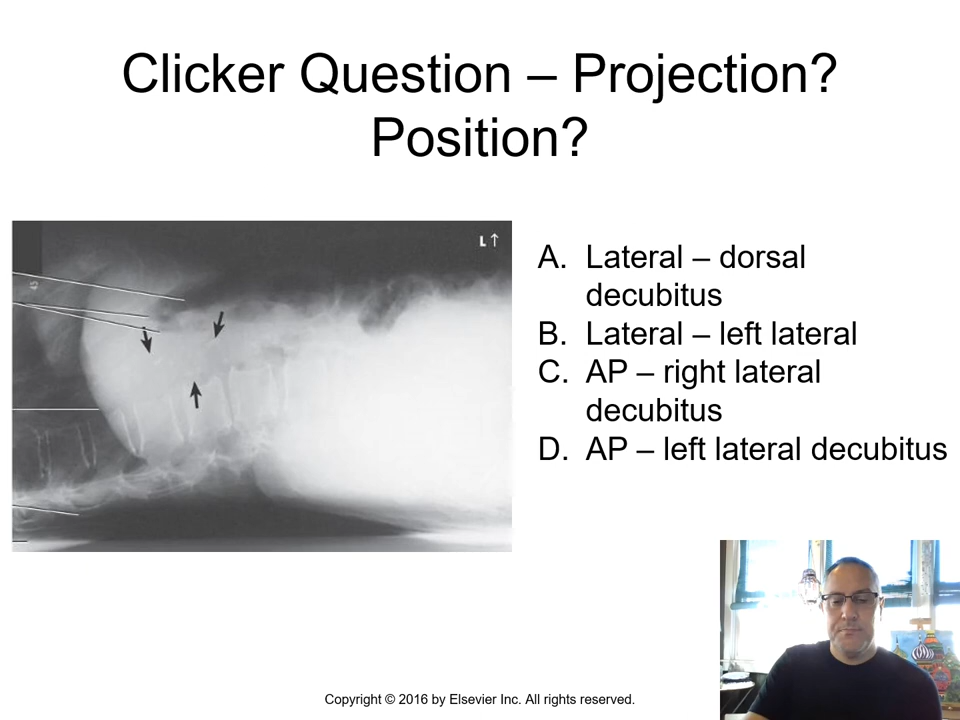 Clicker Question – Projection?
Position?
L↑
A. Lateral – dorsal
decubitus
B. Lateral – left lateral
C. AP – right lateral
decubitus
D. AP – left lateral decubitus
Copyright © 2016 by Elsevier Inc. All rights reserved.